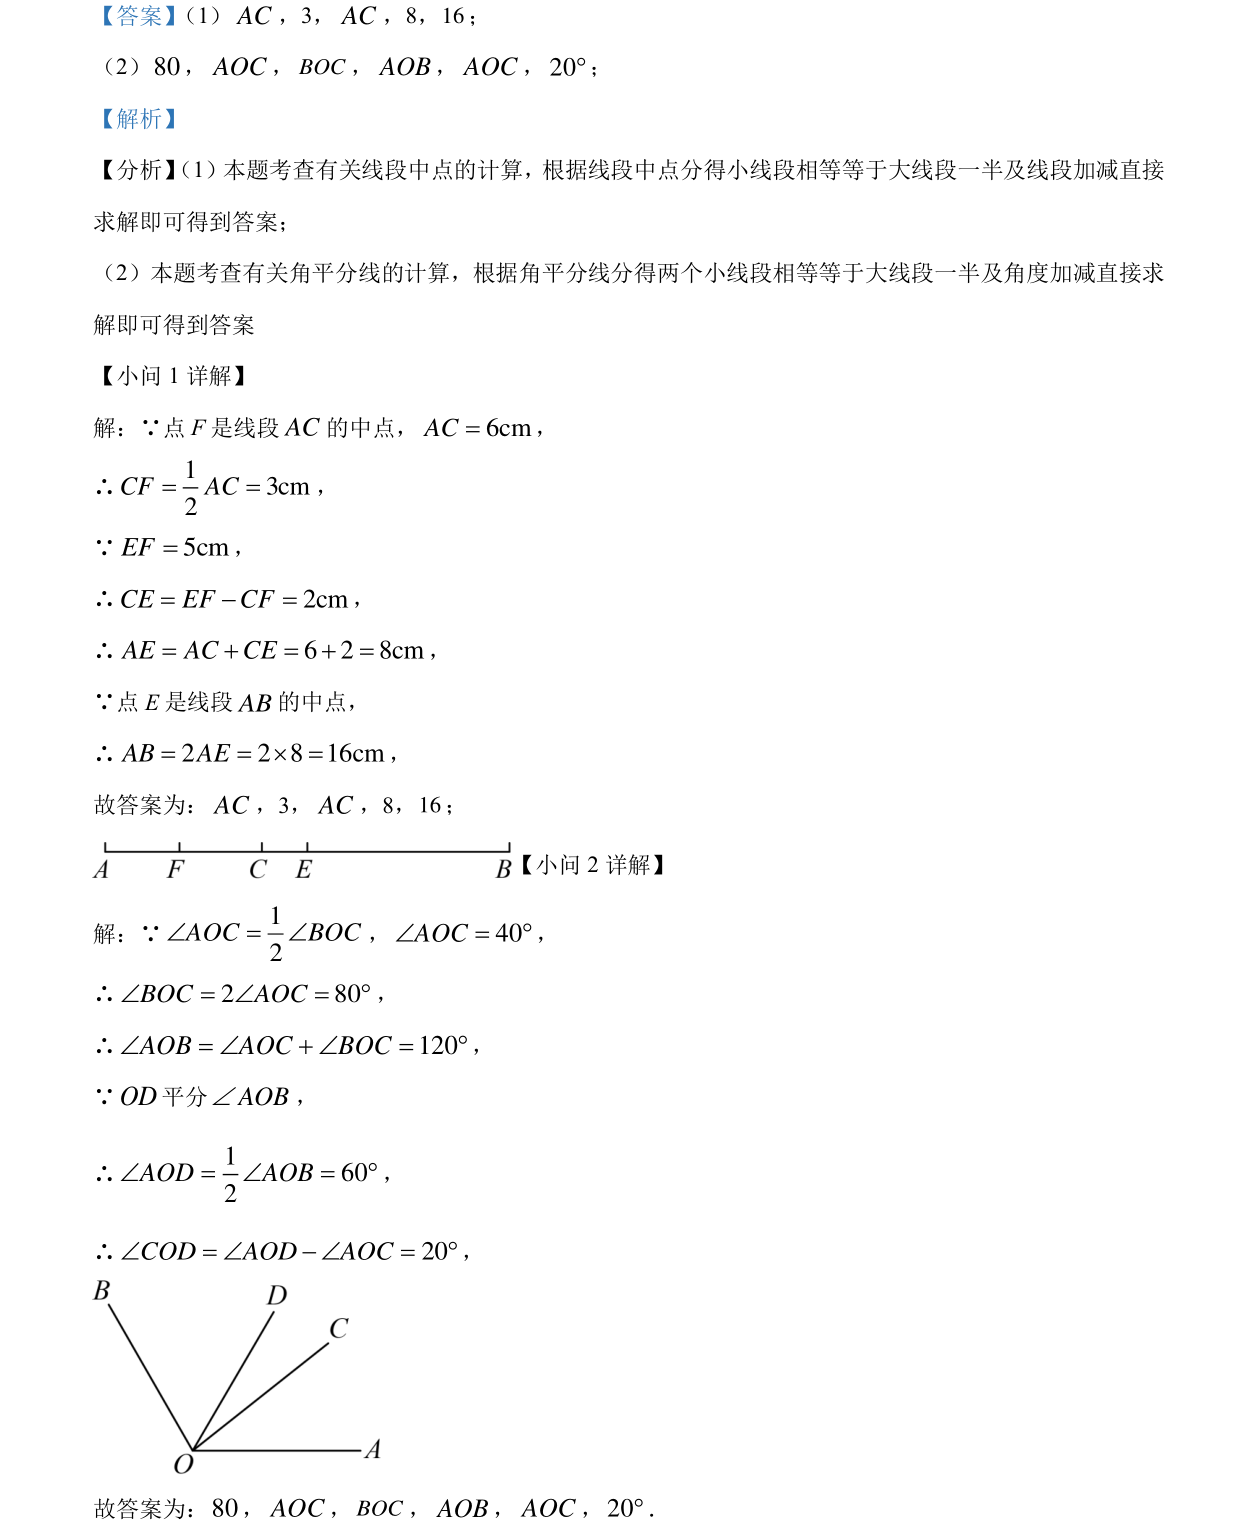 【答案】（1） AC ，3， AC ，8，16；
（2）80， AOC ， BOC ， AOB ， AOC ， 20°；
【解析】
【分析】（1）本题考查有关线段中点的计算，根据线段中点分得小线段相等等于大线段一半及线段加减直接
求解即可得到答案；
（2）本题考查有关角平分线的计算，根据角平分线分得两个小线段相等等于大线段一半及角度加减直接求
解即可得到答案
【小问 1 详解】
解：∵点 F 是线段 AC 的中点， AC = 6cm，
∴CF = 1/2 AC = 3cm，
∵ EF = 5cm，
∴CE = EF − CF = 2cm，
∴ AE = AC + CE = 6 + 2 = 8cm，
∵点 E 是线段 AB 的中点，
∴ AB = 2AE = 2×8 = 16cm，
故答案为： AC ，3， AC ，8，16；
A F C E B【小问 2 详解】
解：∵∠AOC = 1/2 ∠BOC ， ∠AOC = 40°，
∴∠BOC = 2∠AOC = 80°，
∴∠AOB = ∠AOC + ∠BOC = 120°，
∵ OD 平分∠AOB ，
∴∠AOD = 1/2 ∠AOB = 60°，
∴∠COD = ∠AOD − ∠AOC = 20°，
B
D
C
A
O
故答案为：80， AOC ， BOC ， AOB ， AOC ， 20°．